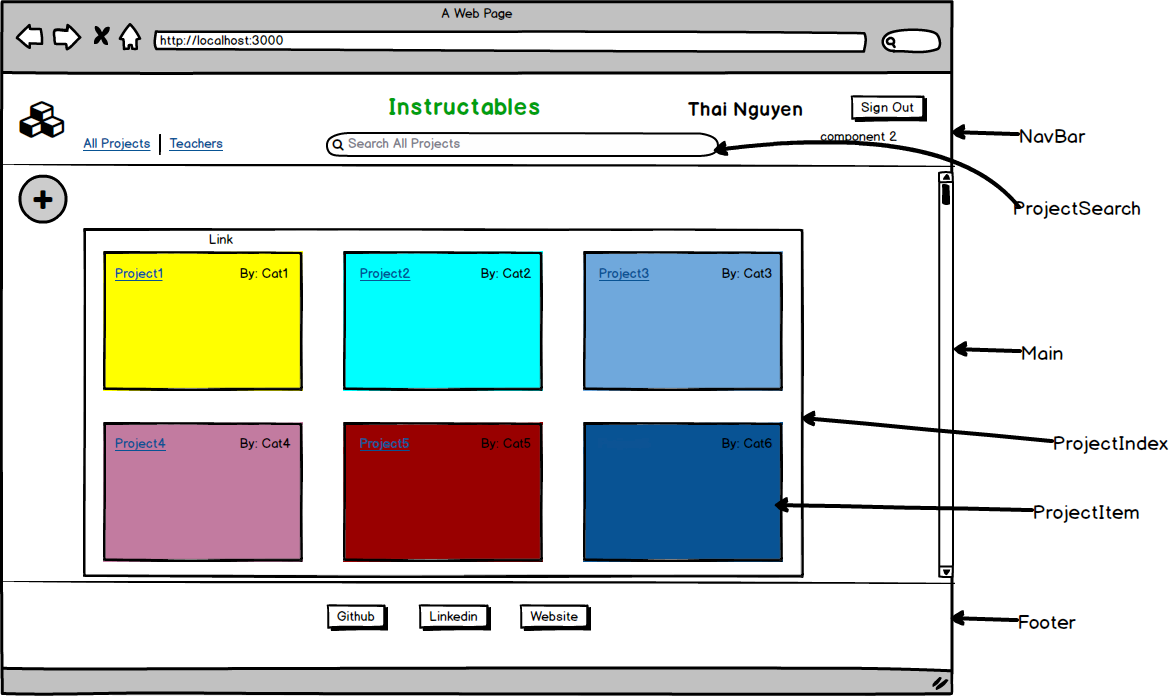 A Web Page
http://localhost:3000
Instructables
Thai Nguyen
Sign Out
All Projects
Teachers
Search All Projects
component 2
NavBar
ProjectSearch
Link
Project1
By: Cat1
Project2
By: Cat2
Project3
By: Cat3
Main
Project4
By: Cat4
Project5
By: Cat5
By: Cat6
ProjectIndex
ProjectItem
Github
Linkedin
Website
Footer